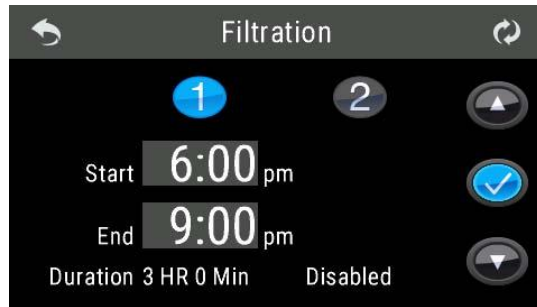 Filtration
1 2
Start 6:00 pm
End 9:00 pm
Duration 3 HR 0 Min Disabled